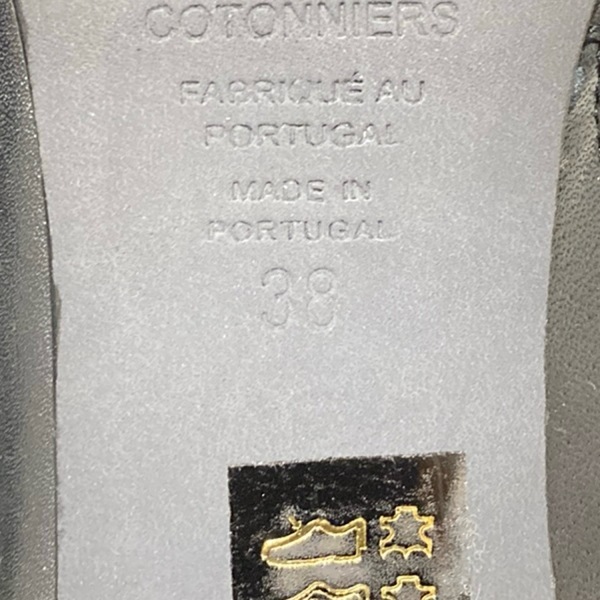 COTONNIERS
FABRIQUÉ AU
PORTUGAL
MADE IN
PORTUGAL
38